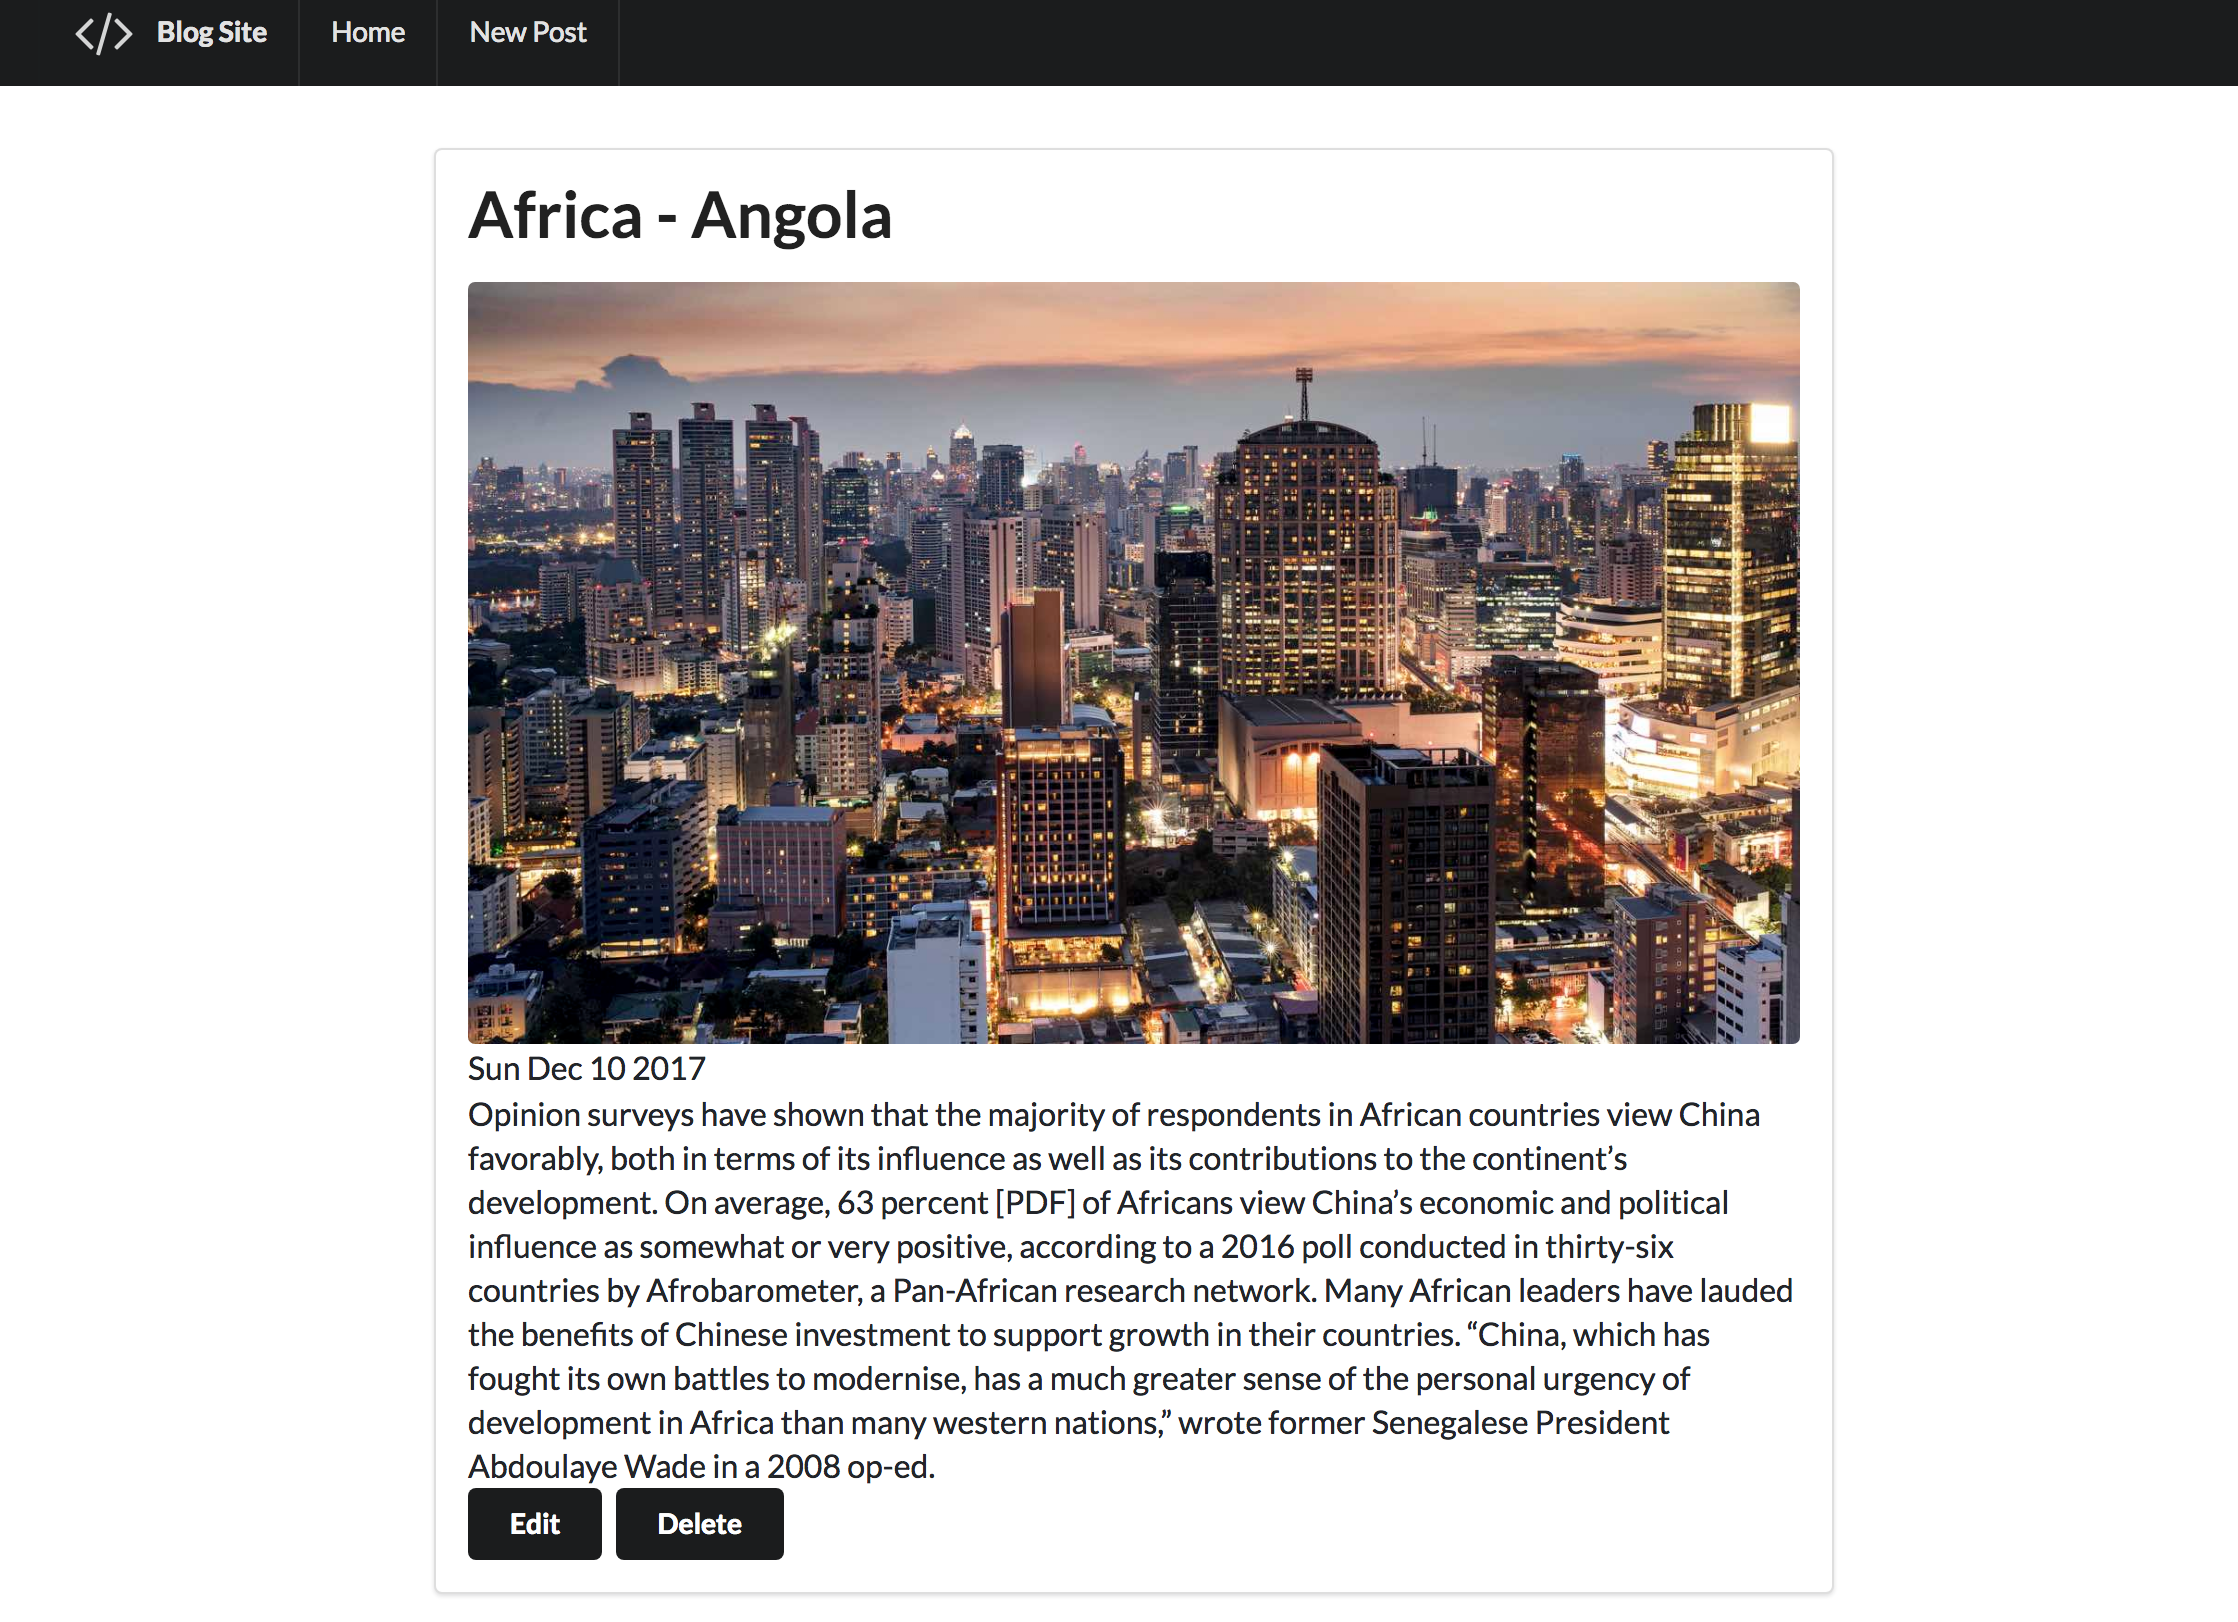 </> Blog Site Home New Post
Africa - Angola
Sun Dec 10 2017
Opinion surveys have shown that the majority of respondents in African countries view China
favorably, both in terms of its influence as well as its contributions to the continent’s
development. On average, 63 percent [PDF] of Africans view China’s economic and political
influence as somewhat or very positive, according to a 2016 poll conducted in thirty-six
countries by Afrobarometer, a Pan-African research network. Many African leaders have lauded
the benefits of Chinese investment to support growth in their countries. “China, which has
fought its own battles to modernise, has a much greater sense of the personal urgency of
development in Africa than many western nations,” wrote former Senegalese President
Abdoulaye Wade in a 2008 op-ed.
Edit Delete